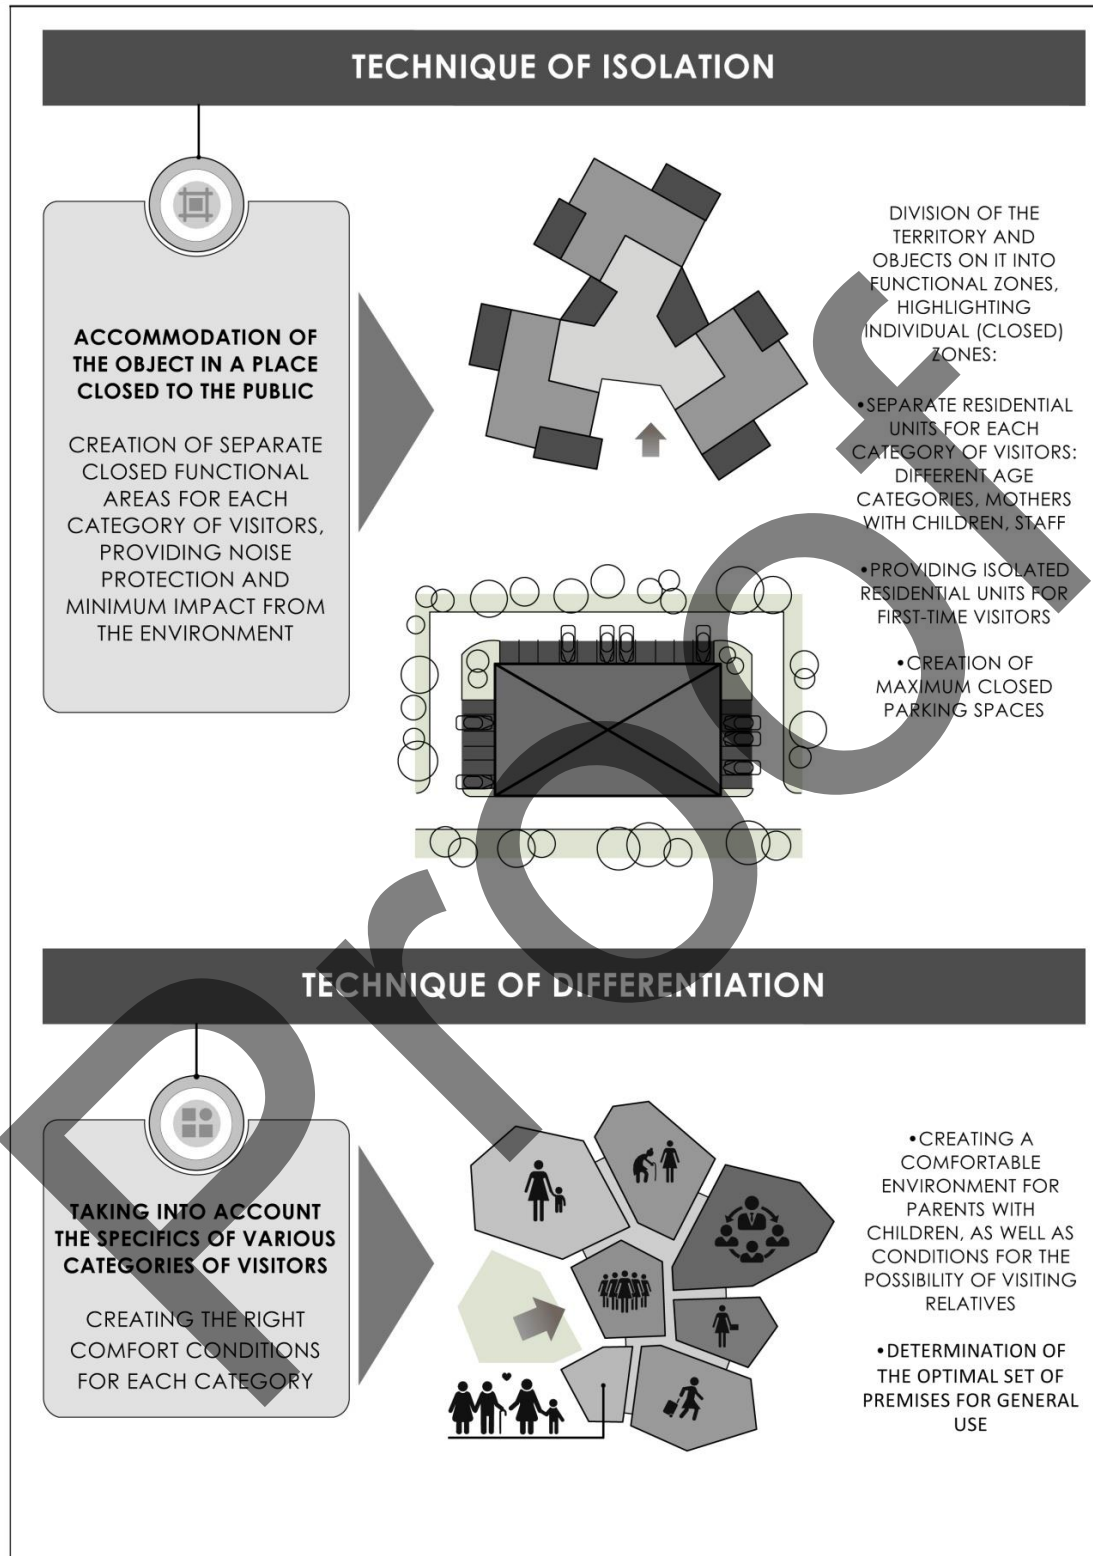 TECHNIQUE OF ISOLATION
ACCOMMODATION OF
THE OBJECT IN A PLACE
CLOSED TO THE PUBLIC
CREATION OF SEPARATE
CLOSED FUNCTIONAL
AREAS FOR EACH
CATEGORY OF VISITORS,
PROVIDING NOISE
PROTECTION AND
MINIMUM IMPACT FROM
THE ENVIRONMENT
DIVISION OF THE
TERRITORY AND
OBJECTS ON IT INTO
FUNCTIONAL ZONES,
HIGHLIGHTING
INDIVIDUAL (CLOSED)
ZONES:
•SEPARATE RESIDENTIAL
UNITS FOR EACH
CATEGORY OF VISITORS:
DIFFERENT AGE
CATEGORIES, MOTHERS
WITH CHILDREN, STAFF
•PROVIDING ISOLATED
RESIDENTIAL UNITS FOR
FIRST-TIME VISITORS
•CREATION OF
MAXIMUM CLOSED
PARKING SPACES
TECHNIQUE OF DIFFERENTIATION
TAKING INTO ACCOUNT
THE SPECIFICS OF VARIOUS
CATEGORIES OF VISITORS
CREATING THE RIGHT
COMFORT CONDITIONS
FOR EACH CATEGORY
•CREATING A
COMFORTABLE
ENVIRONMENT FOR
PARENTS WITH
CHILDREN, AS WELL AS
CONDITIONS FOR THE
POSSIBILITY OF VISITING
RELATIVES
•DETERMINATION OF
THE OPTIMAL SET OF
PREMISES FOR GENERAL
USE
Proof